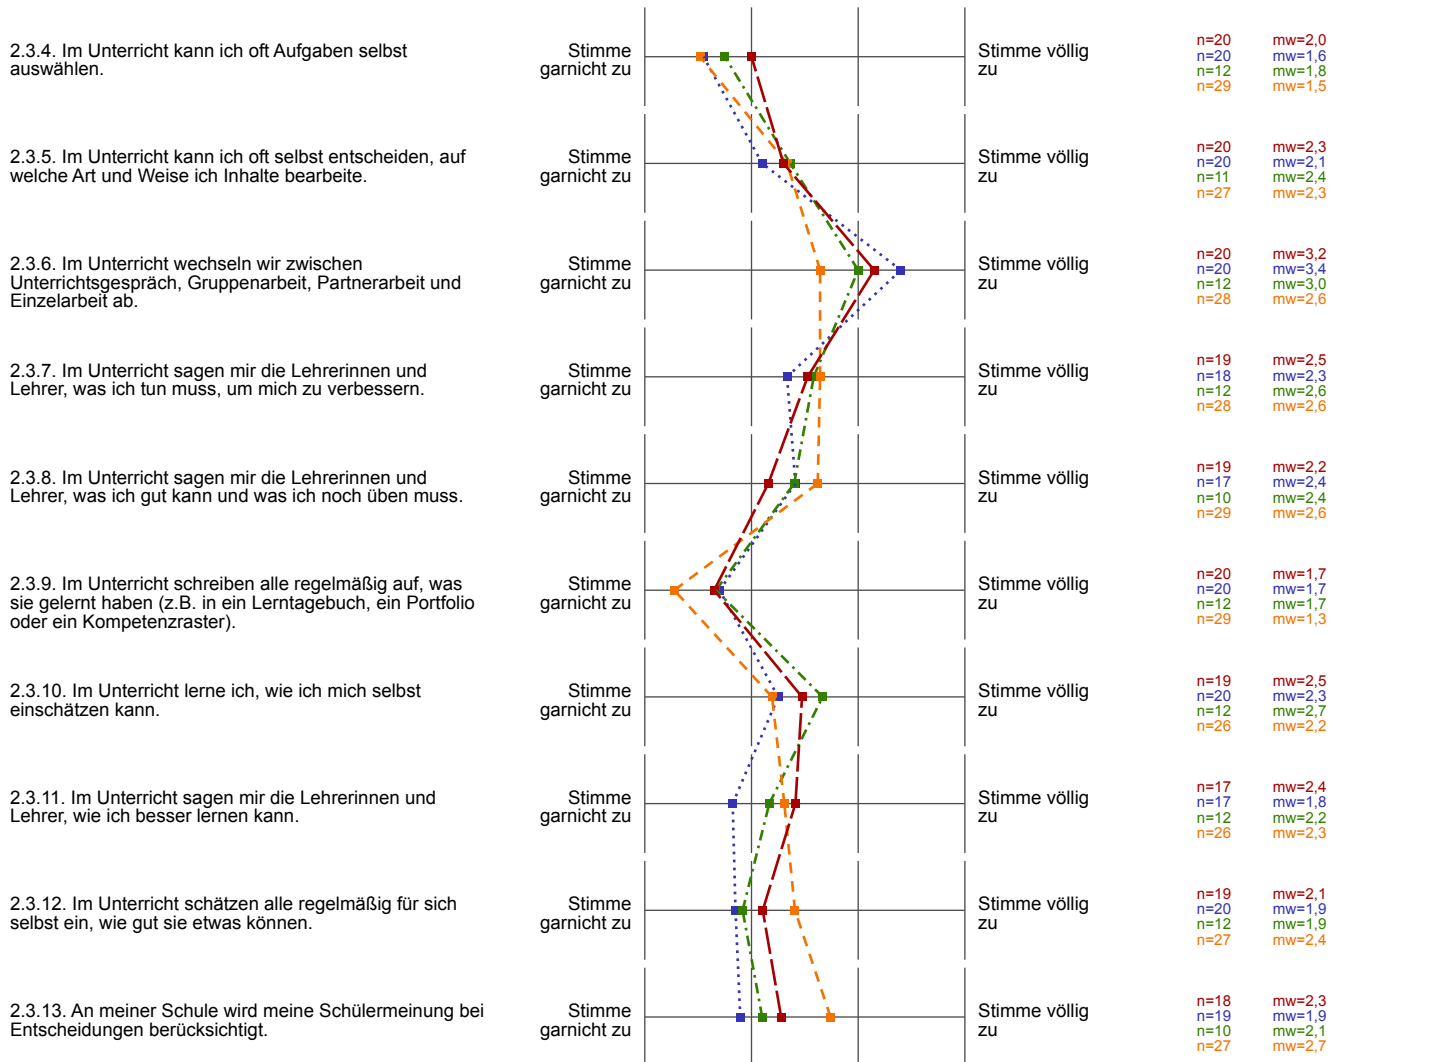 2.3.4. Im Unterricht kann ich oft Aufgaben selbst
auswählen.
Stimme
garnicht zu
Stimme völlig
zu
n=20 mw=2,0
n=20 mw=1,6
n=12 mw=1,8
n=29 mw=1,5
2.3.5. Im Unterricht kann ich oft selbst entscheiden, auf
welche Art und Weise ich Inhalte bearbeite.
Stimme
garnicht zu
Stimme völlig
zu
n=20 mw=2,3
n=20 mw=2,1
n=11 mw=2,4
n=27 mw=2,3
2.3.6. Im Unterricht wechseln wir zwischen
Unterrichtsgespräch, Gruppenarbeit, Partnerarbeit und
Einzelarbeit ab.
Stimme
garnicht zu
Stimme völlig
zu
n=20 mw=3,2
n=20 mw=3,4
n=12 mw=3,0
n=28 mw=2,6
2.3.7. Im Unterricht sagen mir die Lehrerinnen und
Lehrer, was ich tun muss, um mich zu verbessern.
Stimme
garnicht zu
Stimme völlig
zu
n=19 mw=2,5
n=18 mw=2,3
n=12 mw=2,6
n=28 mw=2,6
2.3.8. Im Unterricht sagen mir die Lehrerinnen und
Lehrer, was ich gut kann und was ich noch üben muss.
Stimme
garnicht zu
Stimme völlig
zu
n=19 mw=2,2
n=17 mw=2,4
n=10 mw=2,4
n=29 mw=2,6
2.3.9. Im Unterricht schreiben alle regelmäßig auf, was
sie gelernt haben (z.B. in ein Lerntagebuch, ein Portfolio
oder ein Kompetenzraster).
Stimme
garnicht zu
Stimme völlig
zu
n=20 mw=1,7
n=20 mw=1,7
n=12 mw=1,7
n=29 mw=1,3
2.3.10. Im Unterricht lerne ich, wie ich mich selbst
einschätzen kann.
Stimme
garnicht zu
Stimme völlig
zu
n=19 mw=2,5
n=20 mw=2,3
n=12 mw=2,7
n=26 mw=2,2
2.3.11. Im Unterricht sagen mir die Lehrerinnen und
Lehrer, wie ich besser lernen kann.
Stimme
garnicht zu
Stimme völlig
zu
n=17 mw=2,4
n=17 mw=1,8
n=12 mw=2,2
n=26 mw=2,3
2.3.12. Im Unterricht schätzen alle regelmäßig für sich
selbst ein, wie gut sie etwas können.
Stimme
garnicht zu
Stimme völlig
zu
n=19 mw=2,1
n=20 mw=1,9
n=12 mw=1,9
n=27 mw=2,4
2.3.13. An meiner Schule wird meine Schülermeinung bei
Entscheidungen berücksichtigt.
Stimme
garnicht zu
Stimme völlig
zu
n=18 mw=2,3
n=19 mw=1,9
n=10 mw=2,1
n=27 mw=2,7